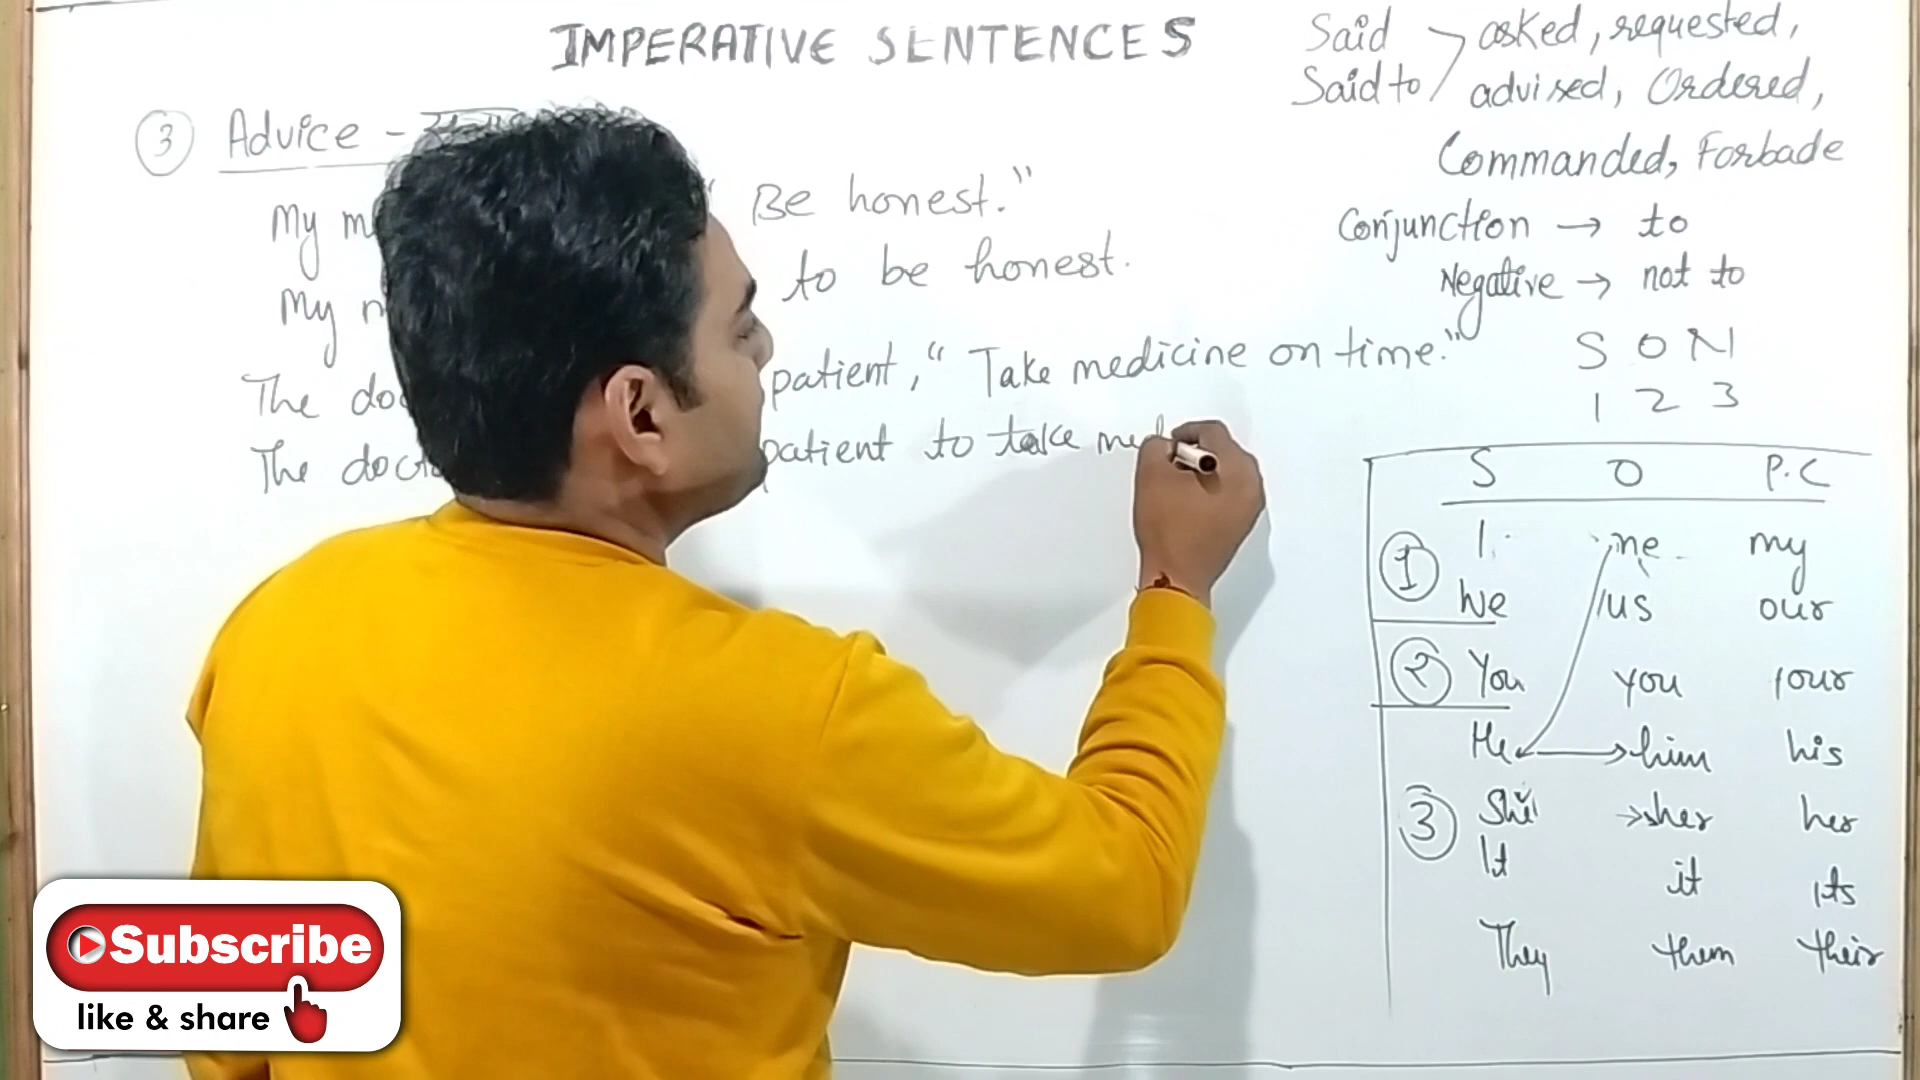 IMPERATIVE SENTENCES
③ Advice -
My
" Be honest."
My
to be honest.
The
patient, " Take medicine on time."
The
patient to take
Said
Said to
asked, requested,
advised, Ordered,
Commanded, Forbade
Conjunction → to
Negative → not to
S O N
1 2 3
S O P.C
① I me my
We us our
② You you your
He him his
③ She her her
It it its
They them their
Subscribe
like & share